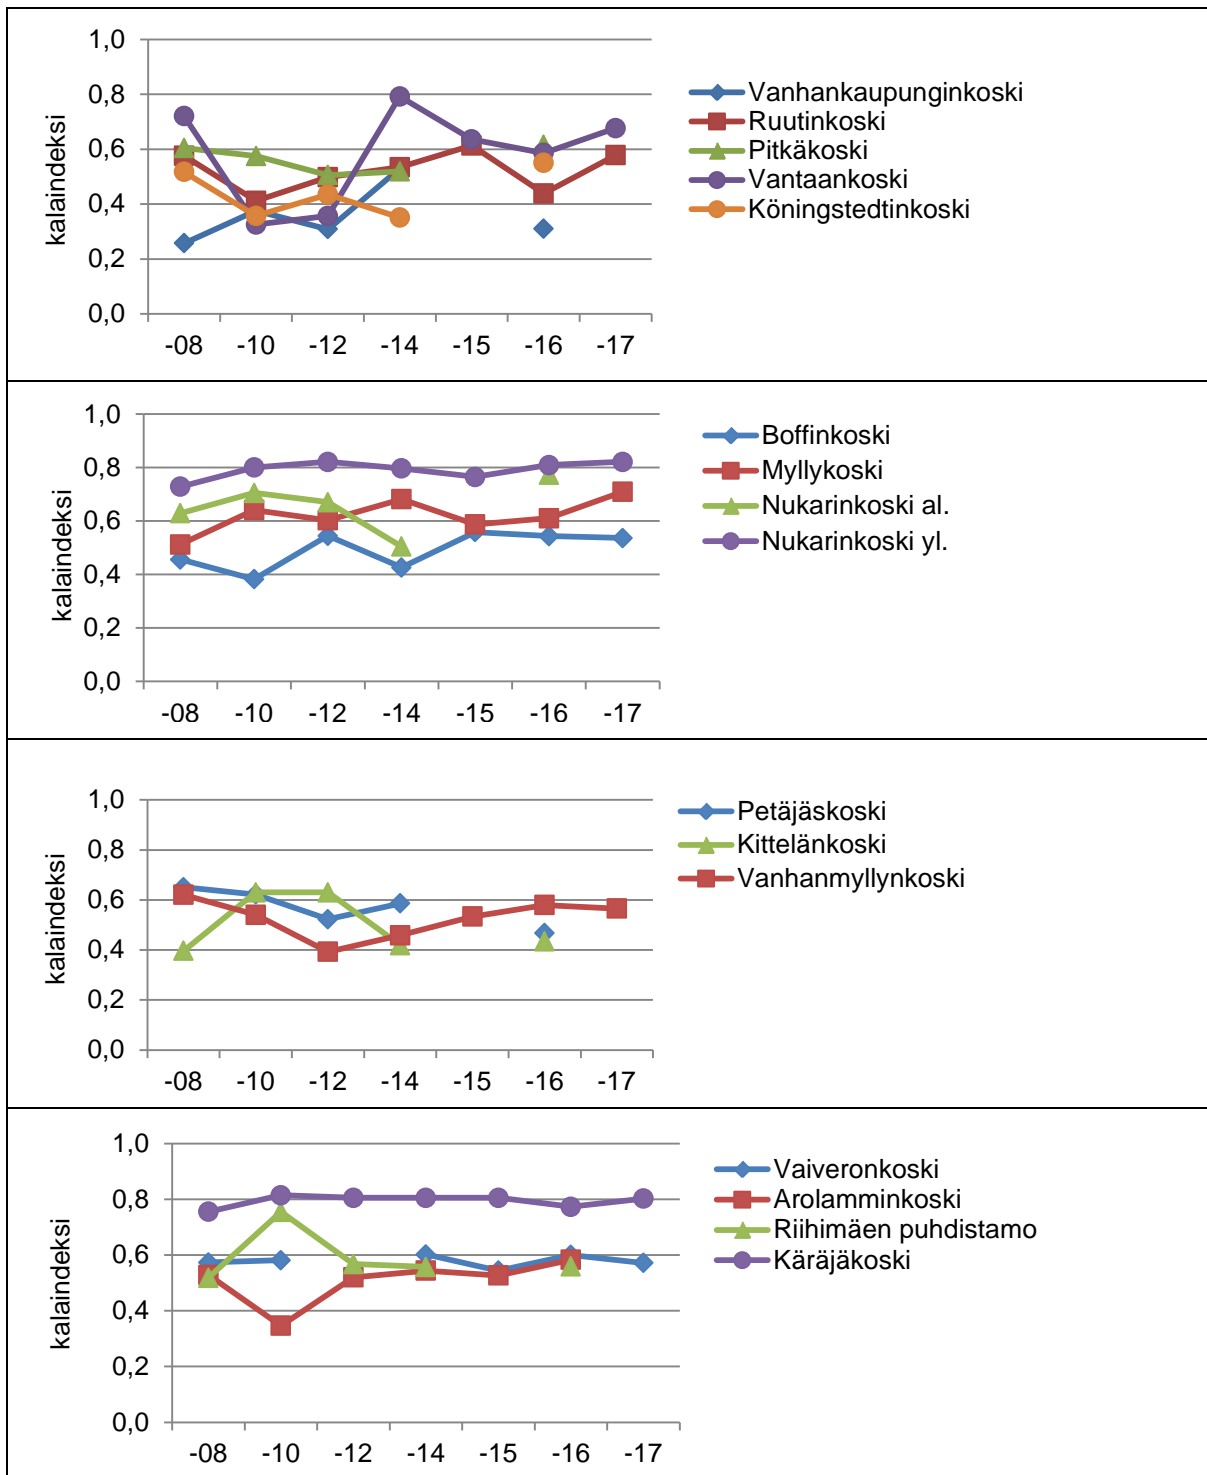 1,0
0,8
0,6
0,4
0,2
0,0
kalaindeksi
-08 -10 -12 -14 -15 -16 -17
Vanhankaupunginkoski
Ruutinkoski
Pitkäkoski
Vantaankoski
Köningstedtinkoski
1,0
0,8
0,6
0,4
0,2
0,0
kalaindeksi
-08 -10 -12 -14 -15 -16 -17
Boffinkoski
Myllykoski
Nukarinkoski al.
Nukarinkoski yl.
1,0
0,8
0,6
0,4
0,2
0,0
kalaindeksi
-08 -10 -12 -14 -15 -16 -17
Petäjäskoski
Kittelänkoski
Vanhanmyllynkoski
1,0
0,8
0,6
0,4
0,2
0,0
kalaindeksi
-08 -10 -12 -14 -15 -16 -17
Vaiveronkoski
Arolamminkoski
Riihimäen puhdistamo
Käräjäkoski